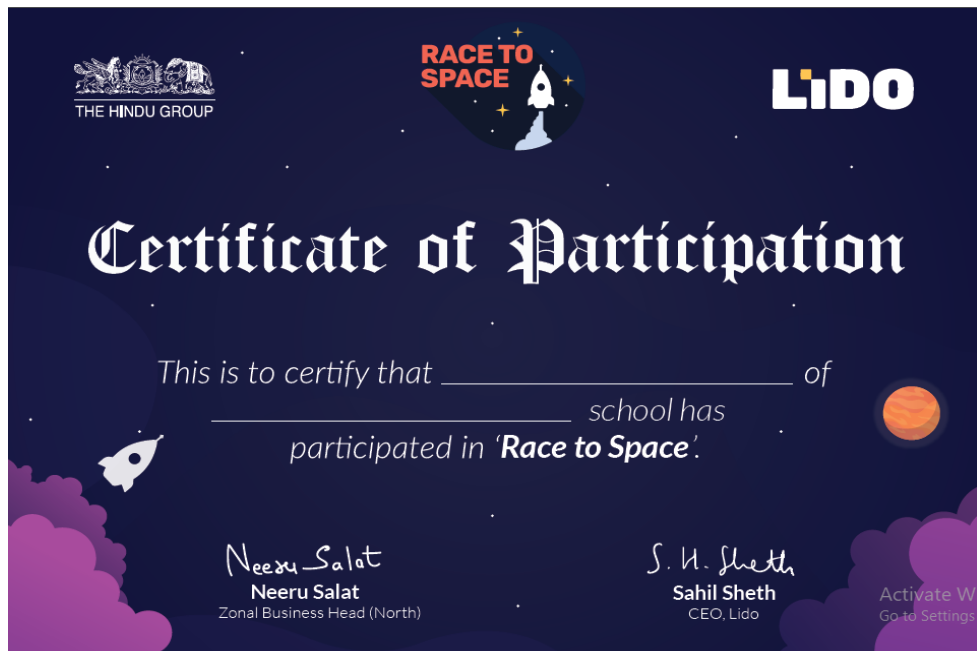 THE HINDU GROUP
RACE TO
SPACE
LiDO
Certificate of Participation
This is to certify that ____________________ of
____________________ school has
participated in ‘Race to Space’.
Neeru Salat
Neeru Salat
Zonal Business Head (North)
S. H. Sheth
Sahil Sheth
CEO, Lido
Activate W
Go to Settings